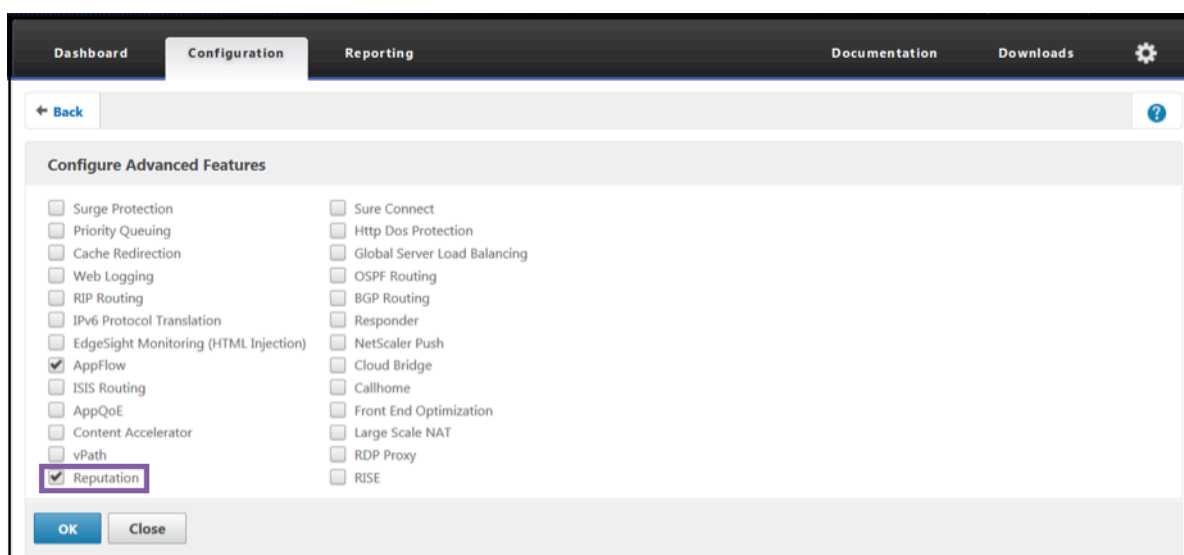 Dashboard Configuration Reporting Documentation Downloads
Back ?
Configure Advanced Features
Surge Protection Sure Connect
Priority Queuing Http Dos Protection
Cache Redirection Global Server Load Balancing
Web Logging OSPF Routing
RIP Routing BGP Routing
IPv6 Protocol Translation Responder
EdgeSight Monitoring (HTML Injection) NetScaler Push
AppFlow Cloud Bridge
ISIS Routing Callhome
AppQoE Front End Optimization
Content Accelerator Large Scale NAT
vPath RDP Proxy
Reputation RISE
OK Close